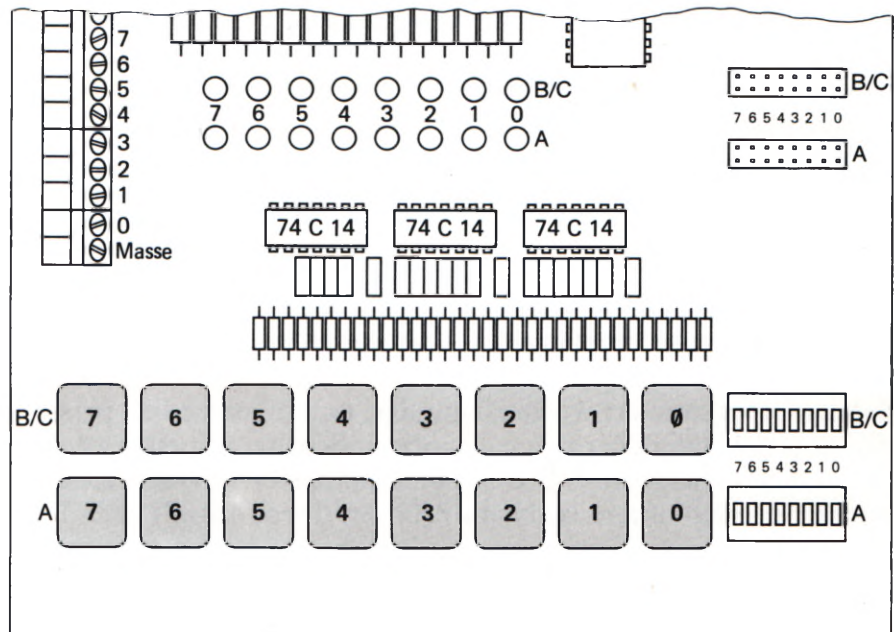 7
6
5
4
3
2
1
0
Masse
B/C
7 6 5 4 3 2 1 0
A
B/C
7 6 5 4 3 2 1 0
A
74 C 14 74 C 14 74 C 14
B/C 7 6 5 4 3 2 1 Ø B/C
7 6 5 4 3 2 1 0
A 7 6 5 4 3 2 1 0 A